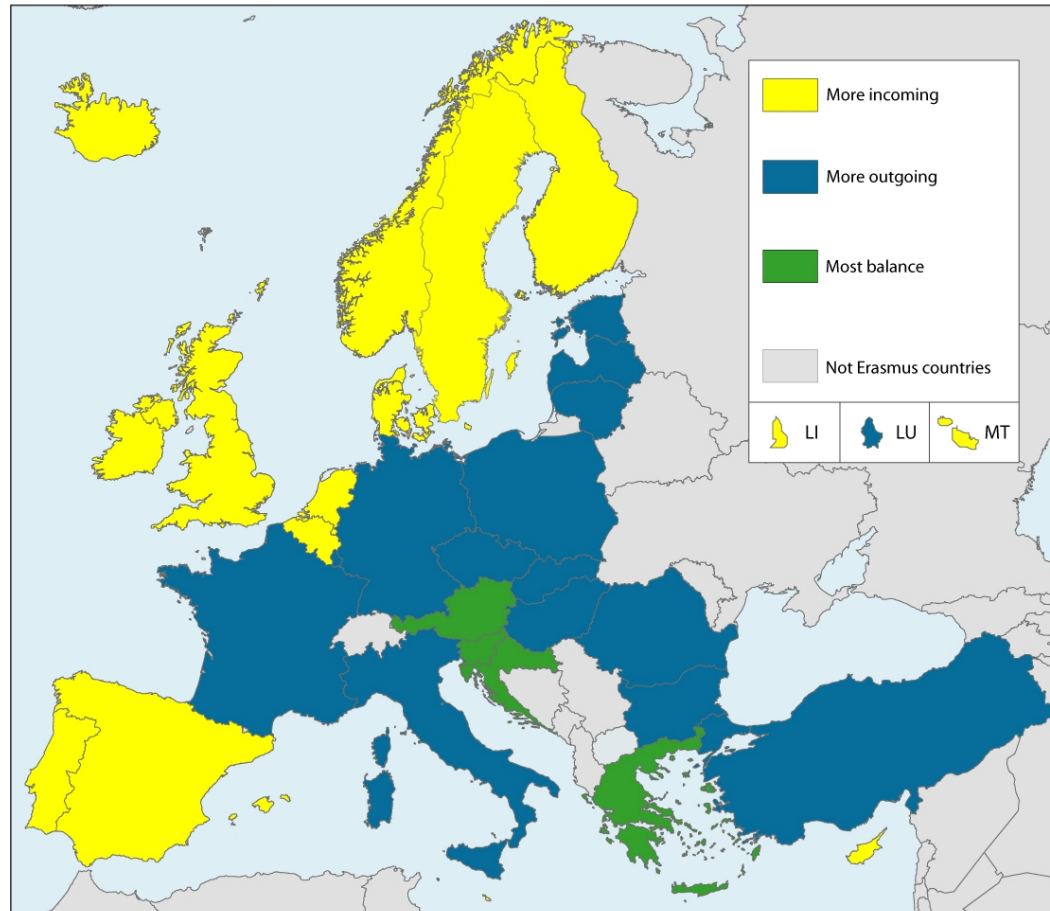 More incoming
More outgoing
Most balance
Not Erasmus countries
LI
LU
MT